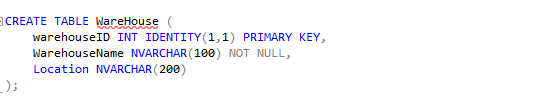 CREATE TABLE WareHouse (
warehouseID INT IDENTITY(1,1) PRIMARY KEY,
WarehouseName NVARCHAR(100) NOT NULL,
Location NVARCHAR(200)
);